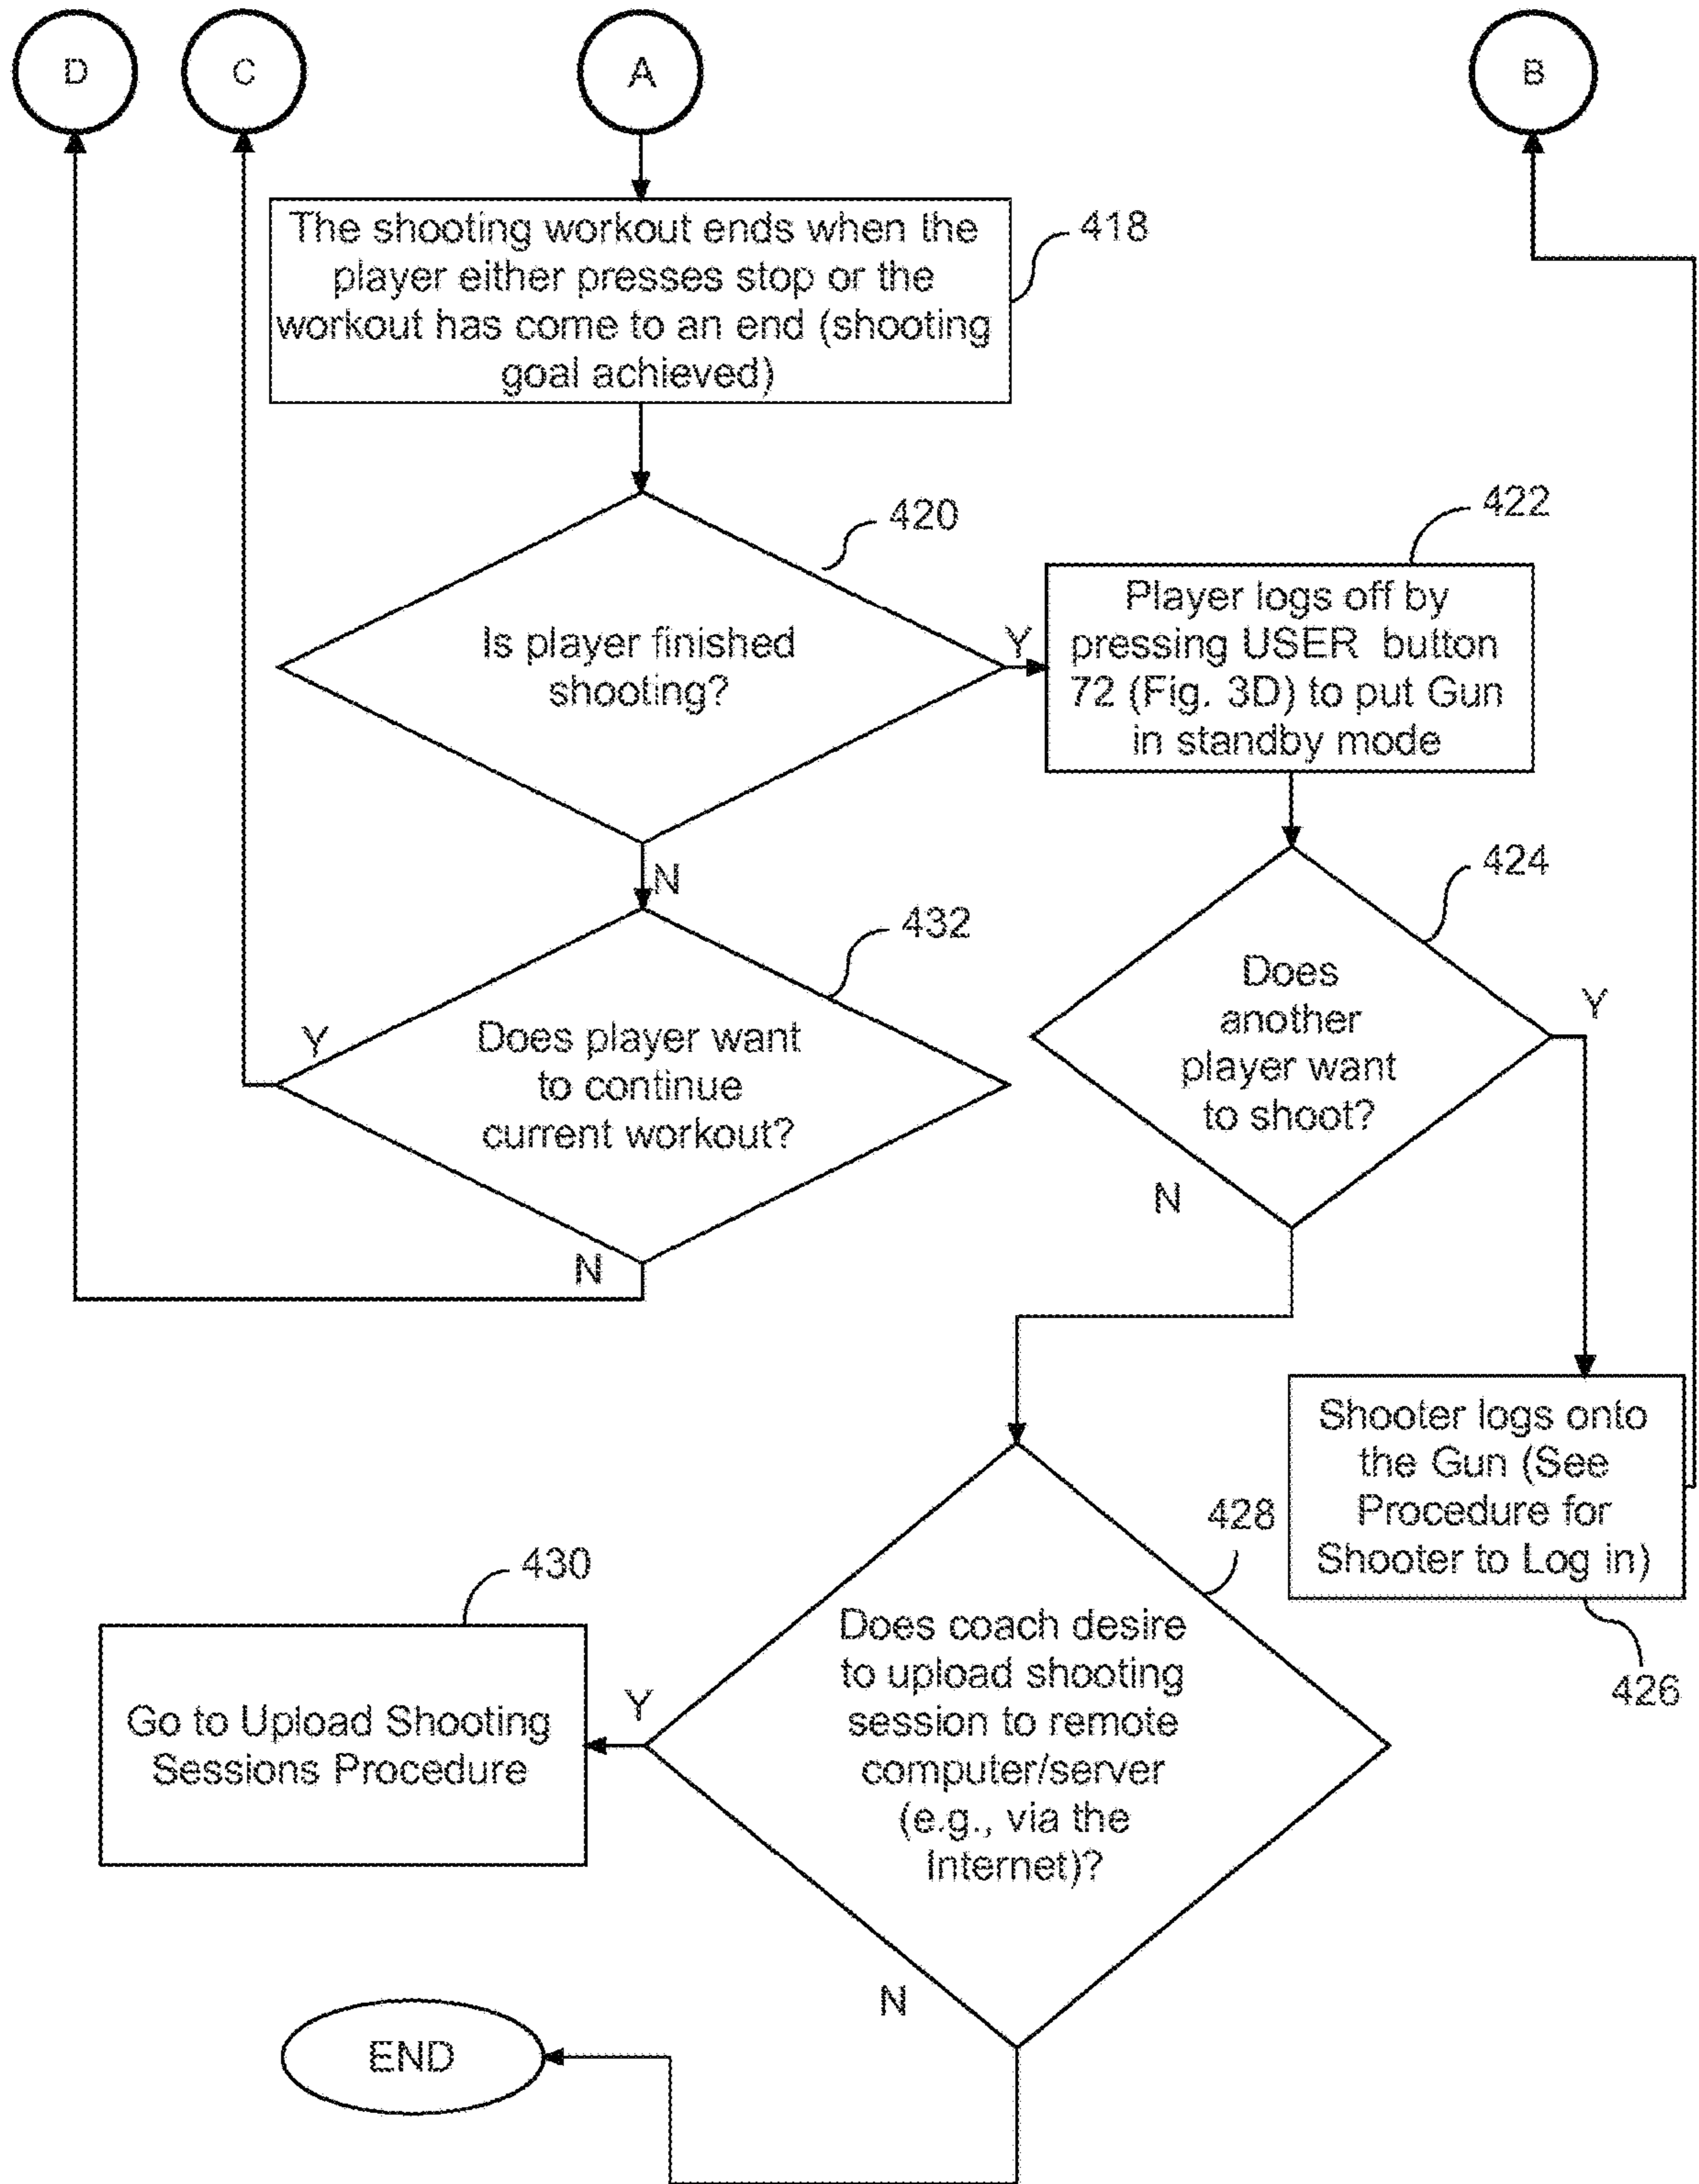 D
C
A
B
The shooting workout ends when the
player either presses stop or the
workout has come to an end (shooting
goal achieved)
418
420
Is player finished
shooting?
Y
N
422
Player logs off by
pressing USER button
72 (Fig. 3D) to put Gun
in standby mode
432
Does player want
to continue
current workout?
Y
N
424
Does
another
player want
to shoot?
Y
N
Shooter logs onto
the Gun (See
Procedure for
Shooter to Log in)
426
428
Does coach desire
to upload shooting
session to remote
computer/server
(e.g., via the
Internet)?
Y
N
430
Go to Upload Shooting
Sessions Procedure
END